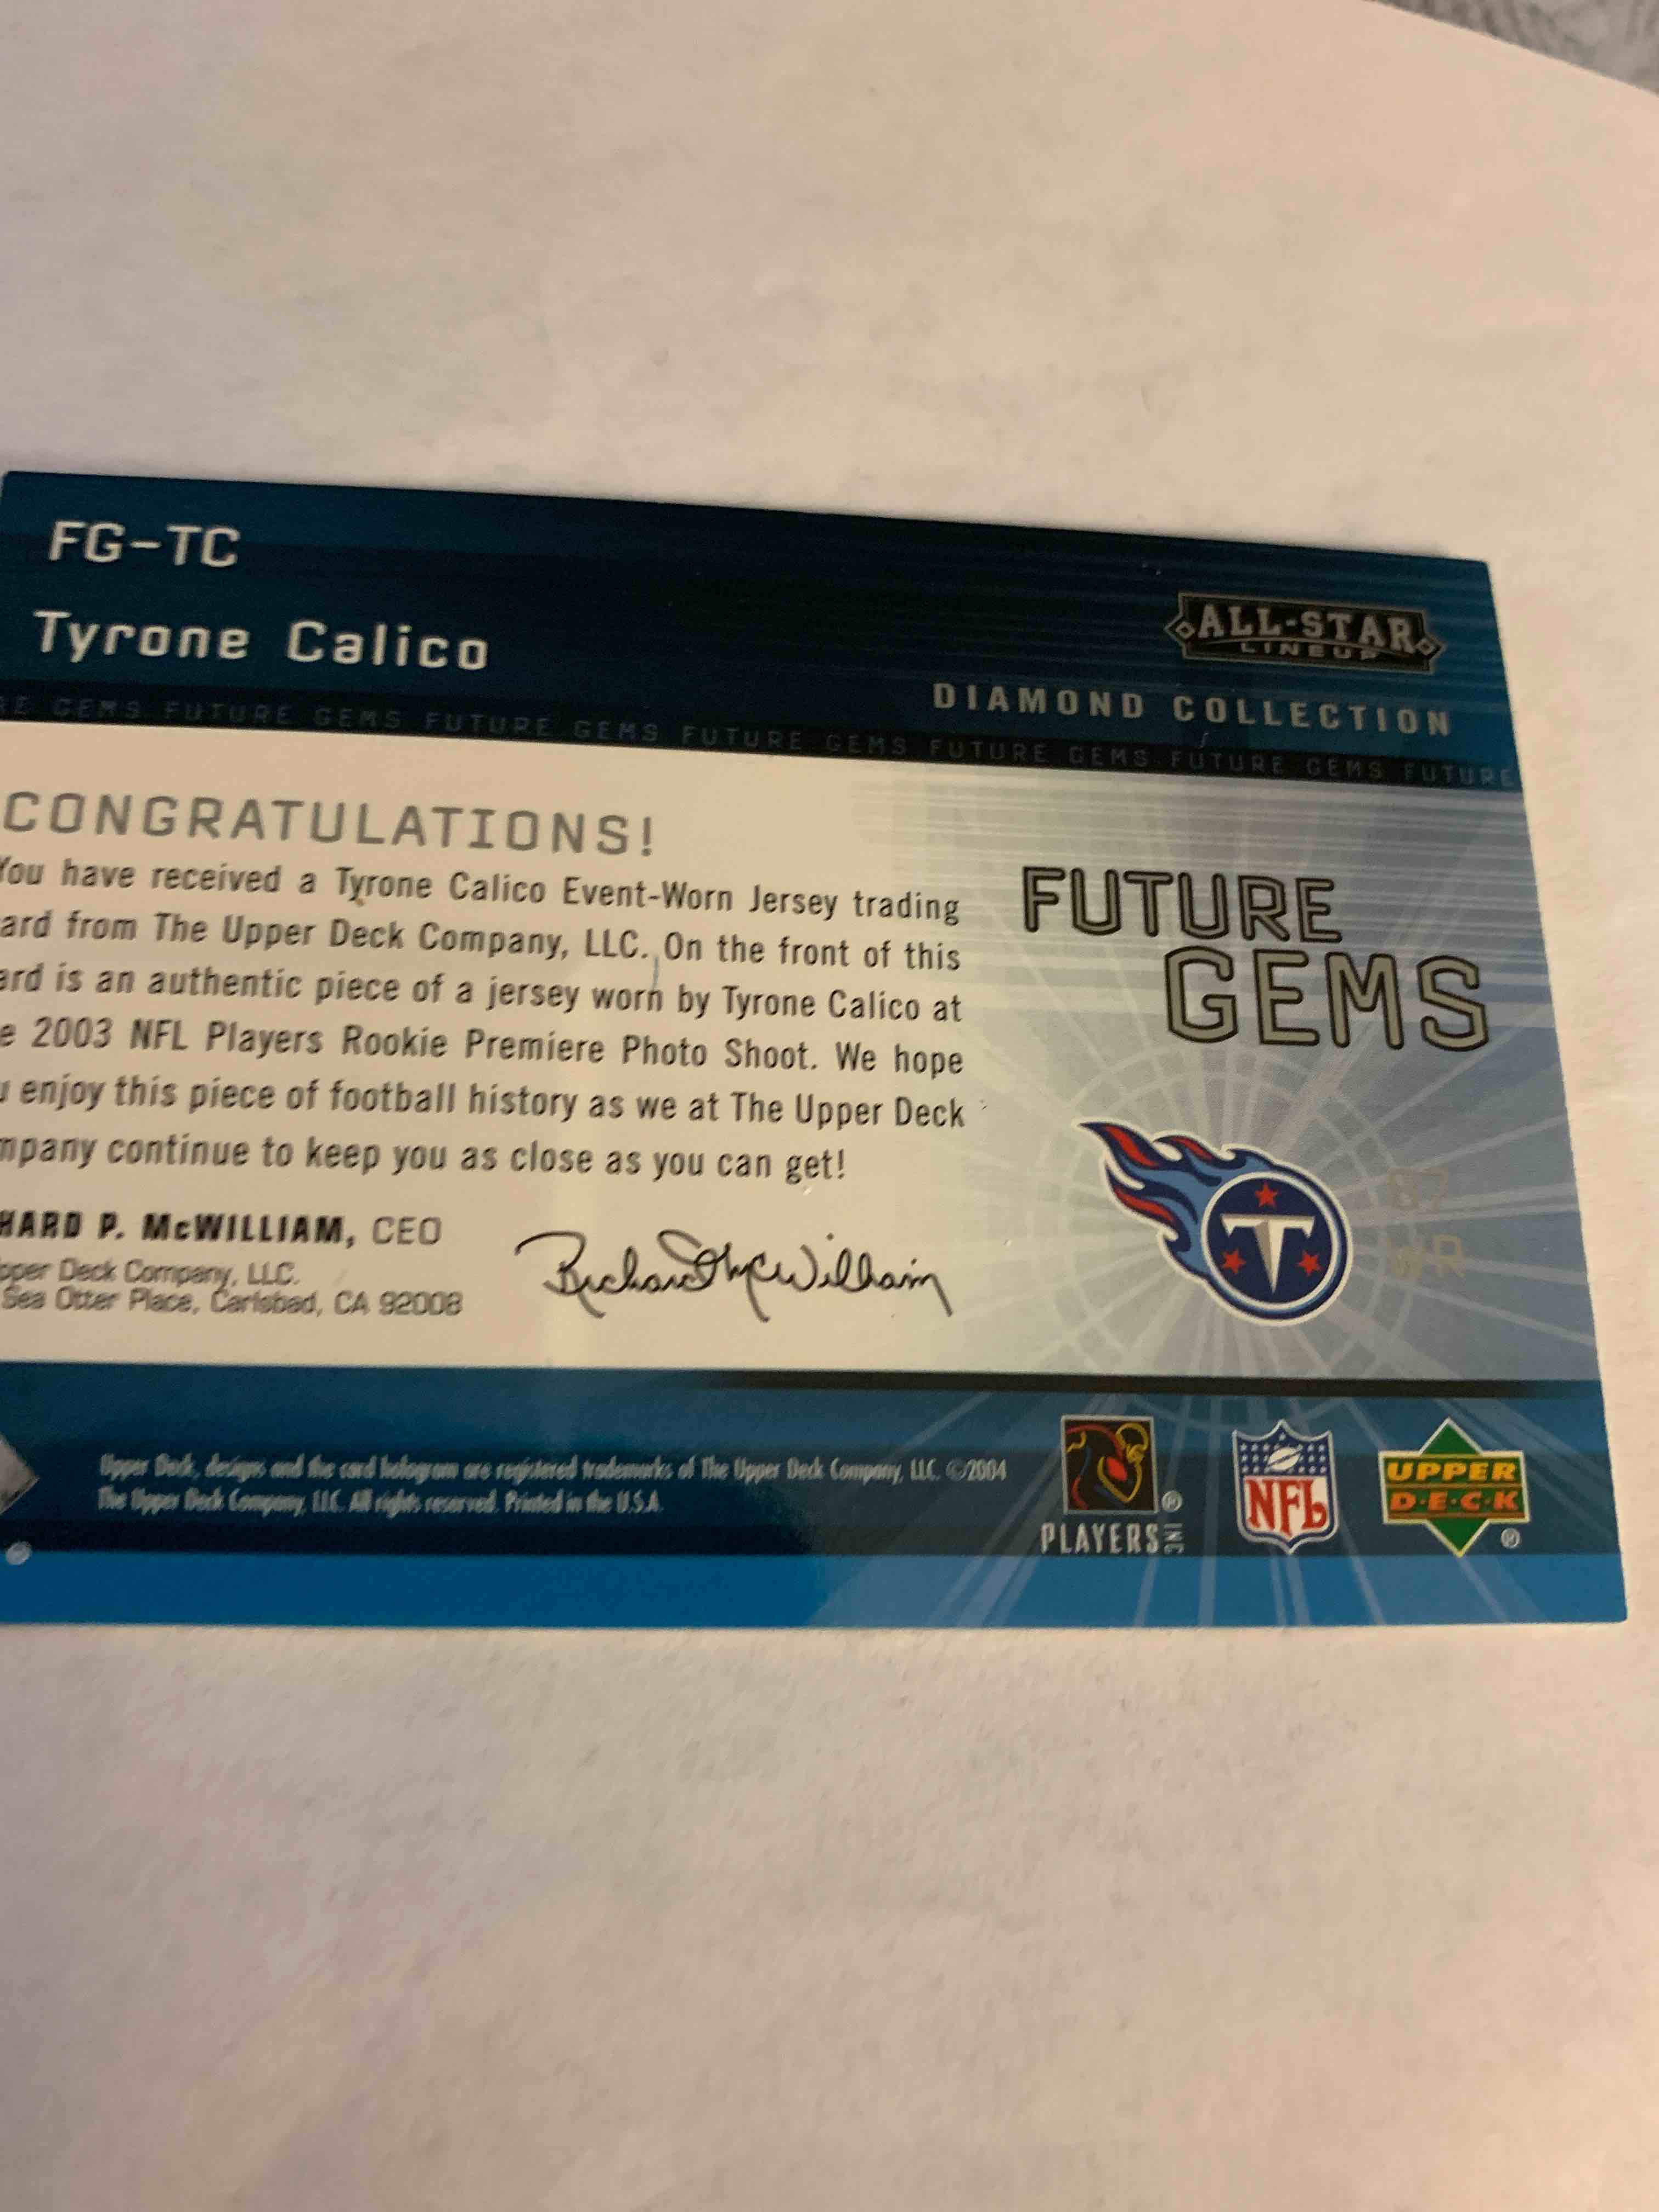 FG-TC
Tyrone Calico
ALL-STAR
LINEUP
DIAMOND COLLECTION
RE GEMS FUTURE GEMS FUTURE GEMS FUTURE GEMS FUTURE GEMS FUTURE GEMS FUTURE
CONGRATULATIONS!
You have received a Tyrone Calico Event-Worn Jersey trading
ard from The Upper Deck Company, LLC. On the front of this
ard is an authentic piece of a jersey worn by Tyrone Calico at
e 2003 NFL Players Rookie Premiere Photo Shoot. We hope
u enjoy this piece of football history as we at The Upper Deck
mpany continue to keep you as close as you can get!
FUTURE
GEMS
HARD P. McWILLIAM, CEO
pper Deck Company, LLC.
Sea Otter Place, Carlsbad, CA 92008
Richard McWilliam
T
87
WR
Upper Deck, designs and the card hologram are registered trademarks of The Upper Deck Company, LLC. ©2004
The Upper Deck Company, LLC. All rights reserved. Printed in the U.S.A.
®
PLAYERS INC
NFL
UPPER
D·E·C·K
®